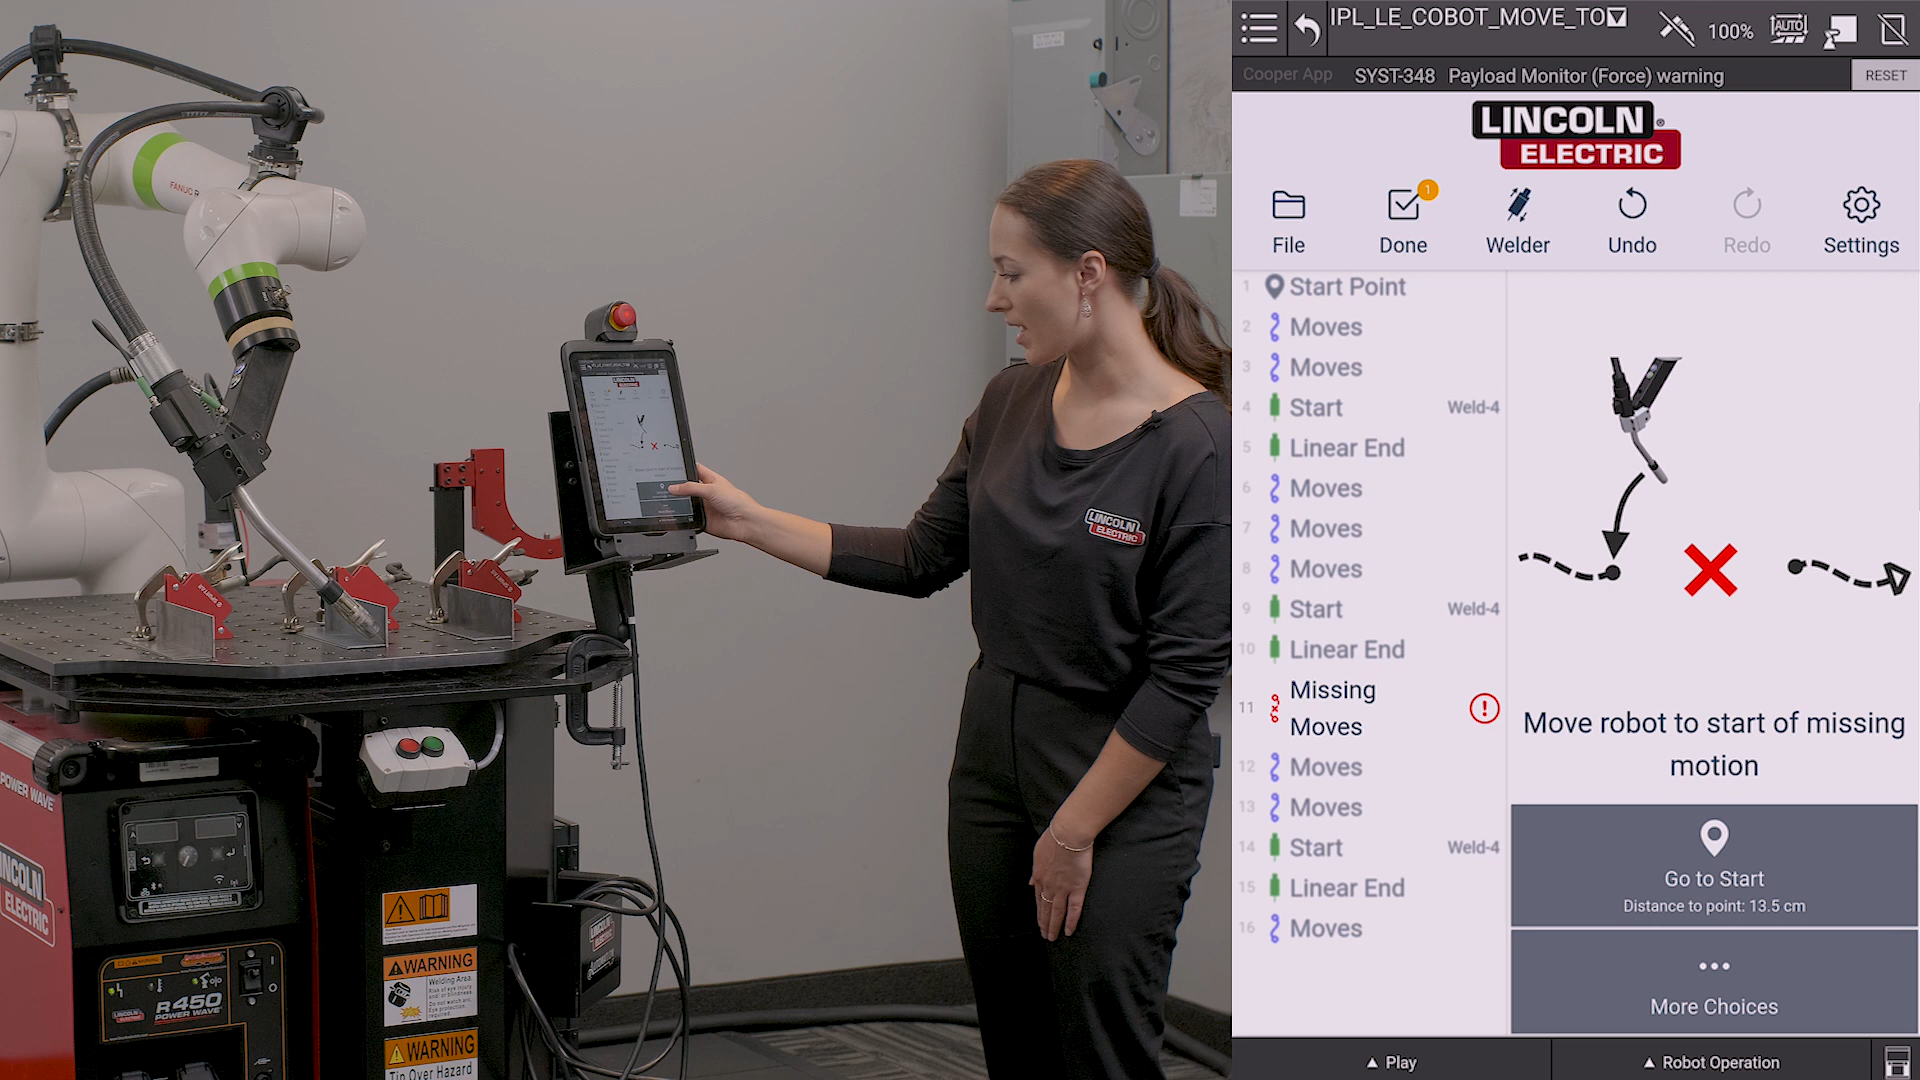 IPL_LE_COBOT_MOVE_TO
100%
AUTO
Cooper App
SYST-348 Payload Monitor (Force) warning
RESET
LINCOLN
ELECTRIC
File
Done
1
Welder
Undo
Redo
Settings
1 Start Point
2 Moves
3 Moves
4 Start Weld-4
5 Linear End
6 Moves
7 Moves
8 Moves
9 Start Weld-4
10 Linear End
11 Missing
Moves
12 Moves
13 Moves
14 Start Weld-4
15 Linear End
16 Moves
Move robot to start of missing
motion
Go to Start
Distance to point: 13.5 cm
More Choices
Play
Robot Operation
FANUC
LINCOLN
ELECTRIC
LINCOLN
ELECTRIC
POWER WAVE
LINCOLN
ELECTRIC
R450
POWER WAVE
WARNING
Welding Area.
WARNING
Tip Over Hazard